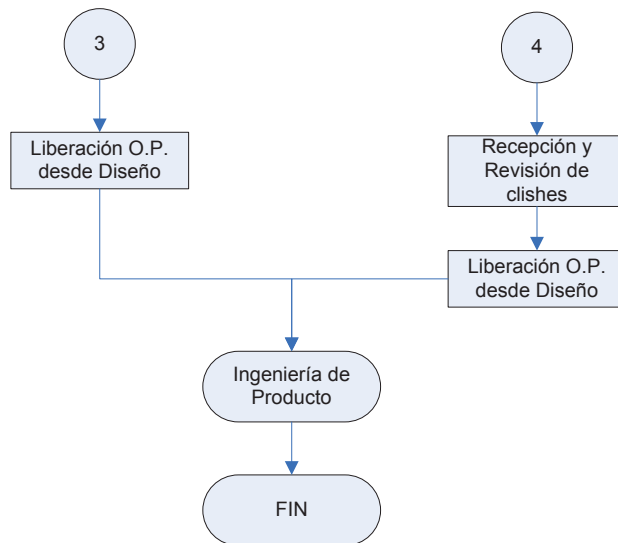 3
4
Liberación O.P.
desde Diseño
Recepción y
Revisión de
clishes
Liberación O.P.
desde Diseño
Ingeniería de
Producto
FIN